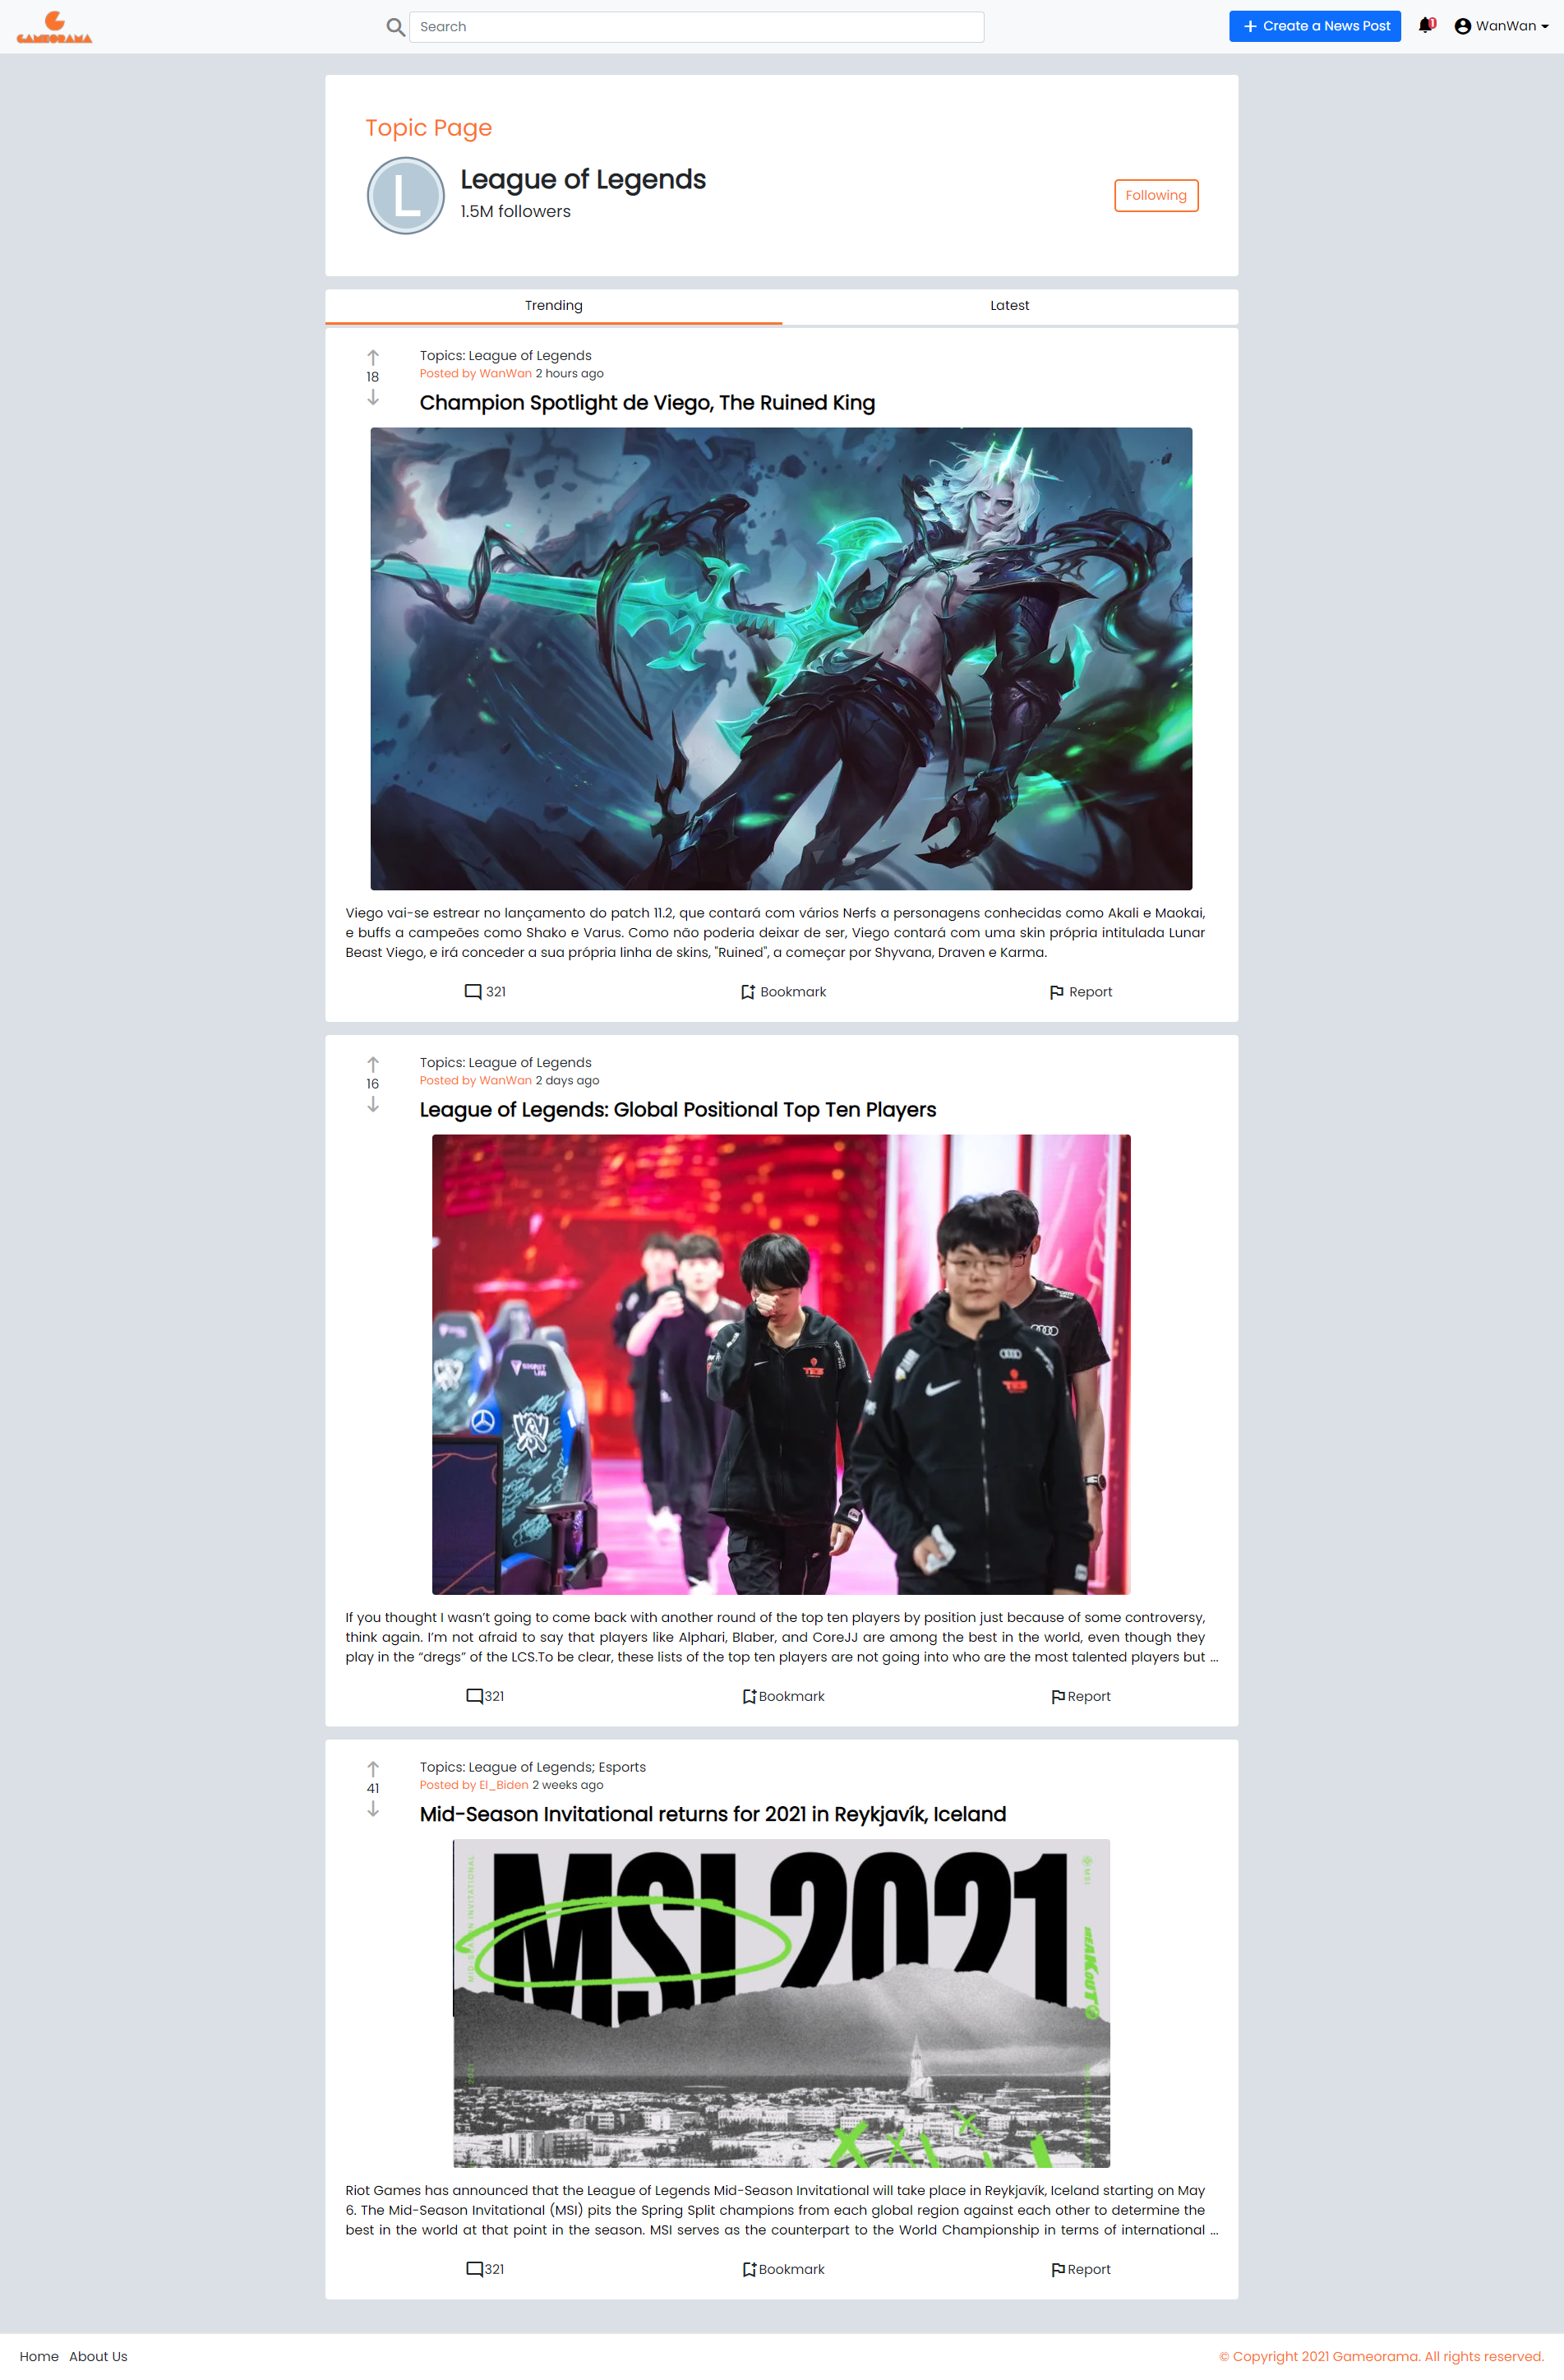 GAMEORAMA
Search
Create a News Post
1
WanWan
Topic Page
L
League of Legends
1.5M followers
Following
Trending
Latest
Topics: League of Legends
18
Posted by WanWan 2 hours ago
Champion Spotlight de Viego, The Ruined King
Viego vai-se estrear no lançamento do patch 11.2, que contará com vários Nerfs a personagens conhecidas como Akali e Maokai,
e buffs a campeões como Shako e Varus. Como não poderia deixar de ser, Viego contará com uma skin própria intitulada Lunar
Beast Viego, e irá conceder a sua própria linha de skins, "Ruined", a começar por Shyvana, Draven e Karma.
321
Bookmark
Report
Topics: League of Legends
16
Posted by WanWan 2 days ago
League of Legends: Global Positional Top Ten Players
TES
TES
If you thought I wasn’t going to come back with another round of the top ten players by position just because of some controversy,
think again. I’m not afraid to say that players like Alphari, Blaber, and CoreJJ are among the best in the world, even though they
play in the “dregs” of the LCS.To be clear, these lists of the top ten players are not going into who are the most talented players but ...
321
Bookmark
Report
Topics: League of Legends; Esports
41
Posted by El_Biden 2 weeks ago
Mid-Season Invitational returns for 2021 in Reykjavík, Iceland
MSI 2021
MSI
2021
Riot Games has announced that the League of Legends Mid-Season Invitational will take place in Reykjavík, Iceland starting on May
6. The Mid-Season Invitational (MSI) pits the Spring Split champions from each global region against each other to determine the
best in the world at that point in the season. MSI serves as the counterpart to the World Championship in terms of international ...
321
Bookmark
Report
Home
About Us
© Copyright 2021 Gameorama. All rights reserved.